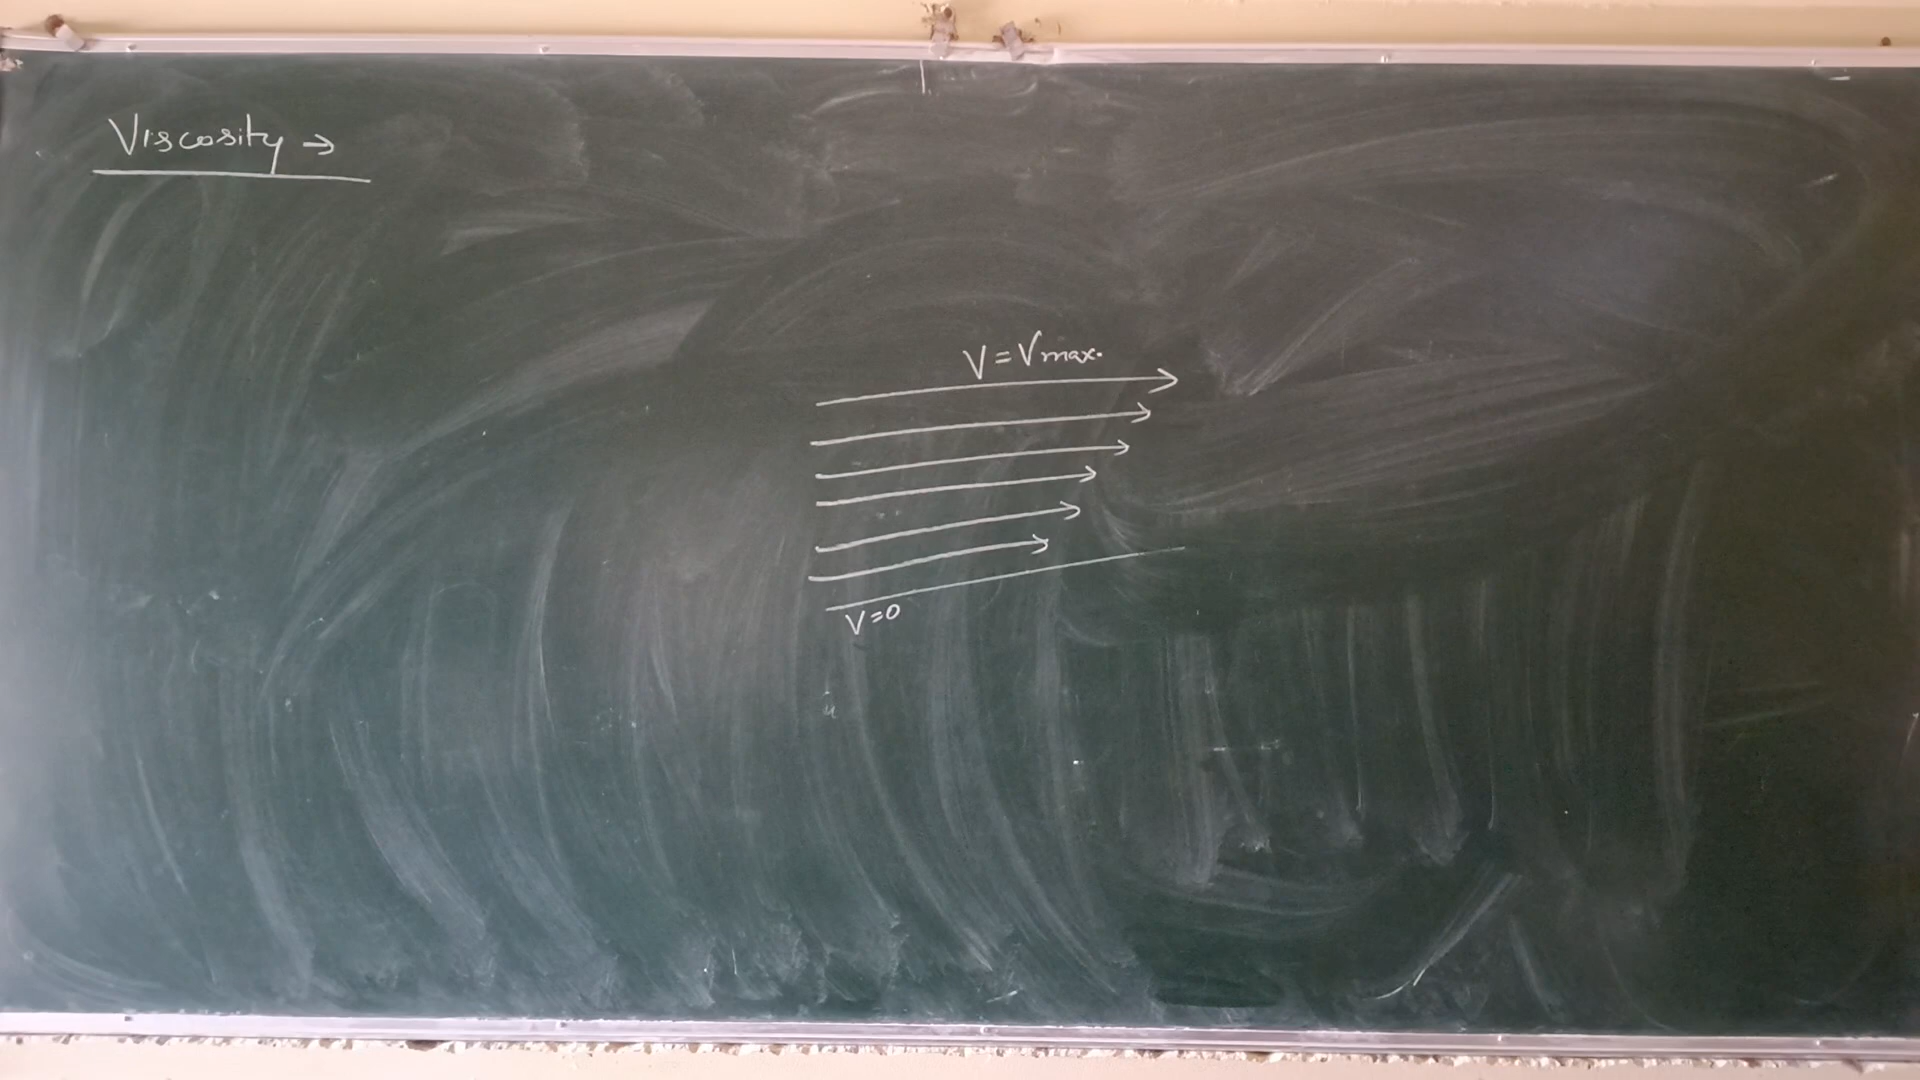 Viscosity →
V = Vmax.
V=0